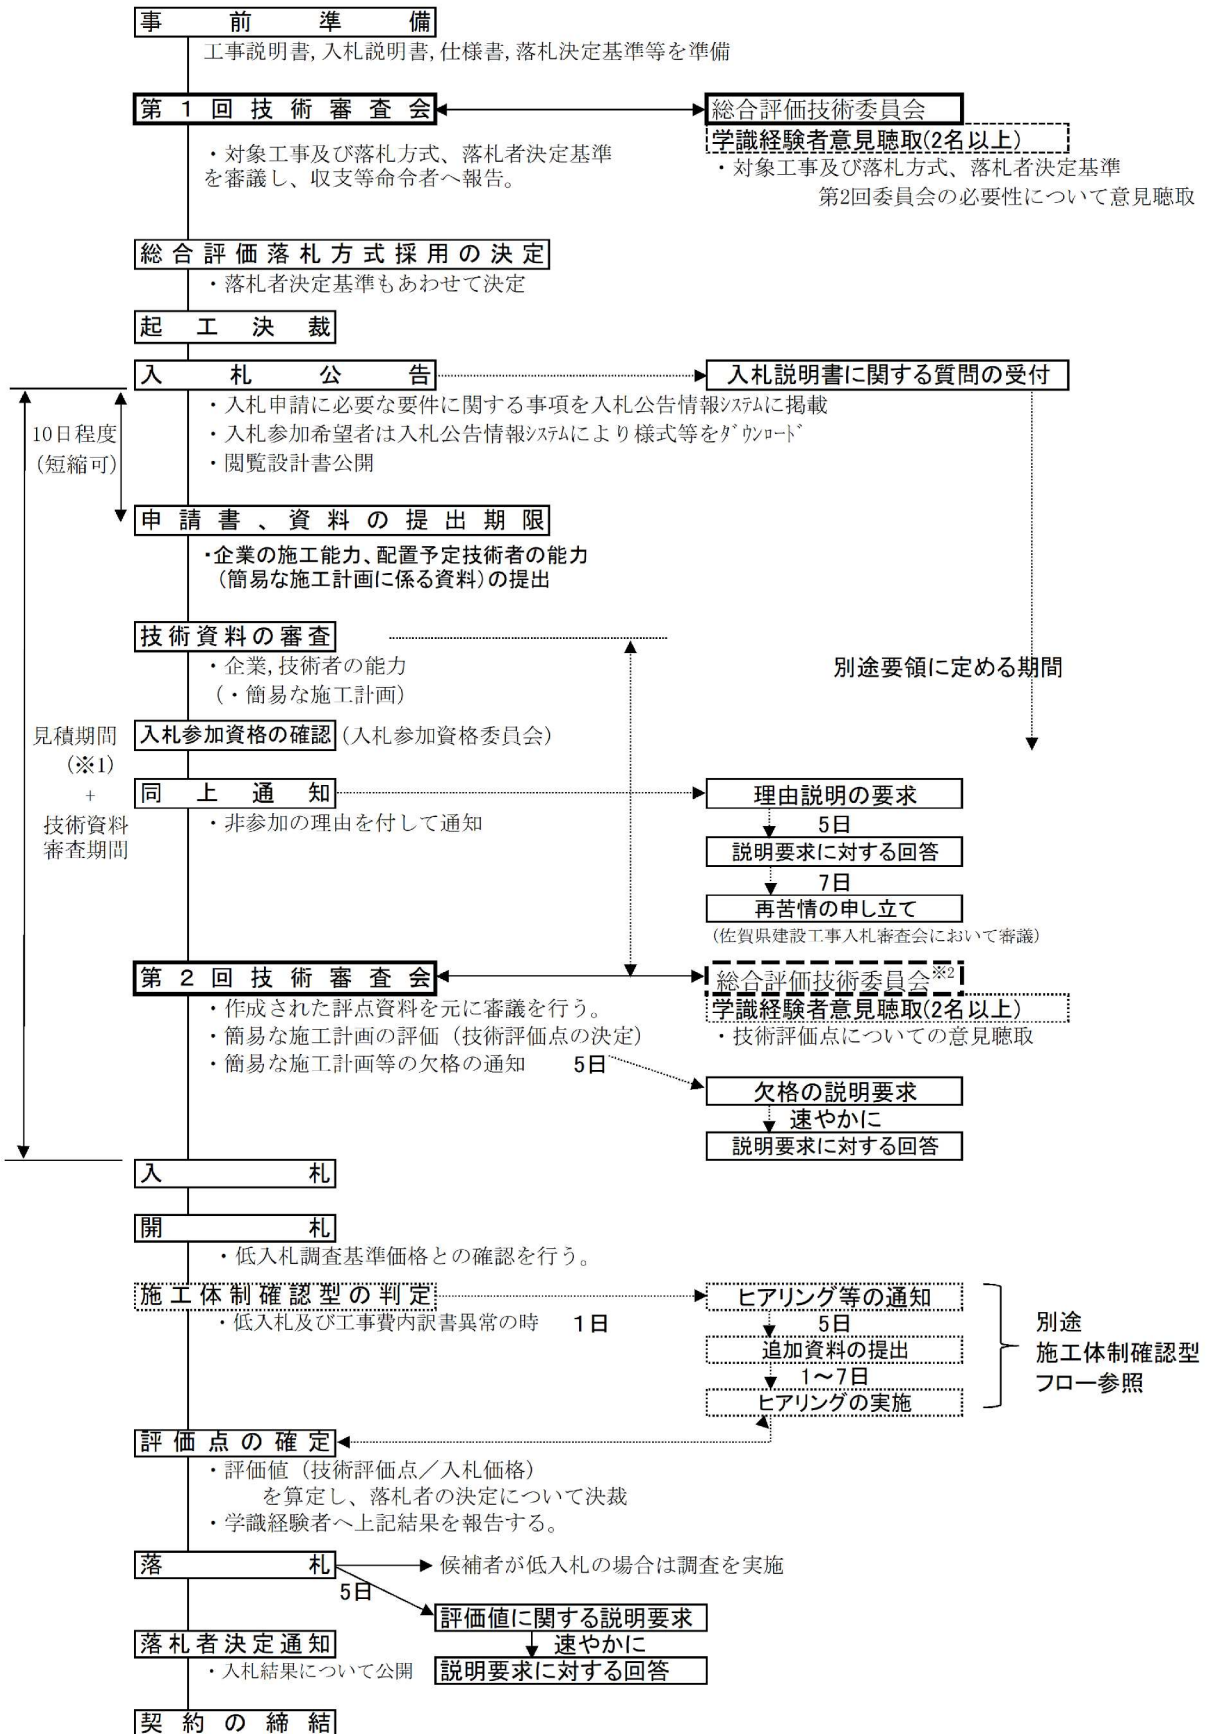 事前準備
工事説明書, 入札説明書, 仕様書, 落札決定基準等を準備
第1回技術審査会
総合評価技術委員会
学識経験者意見聴取(2名以上)
・対象工事及び落札方式、落札者決定基準
を審議し、収支等命令者へ報告。
・対象工事及び落札方式、落札者決定基準
第2回委員会の必要性について意見聴取
総合評価落札方式採用の決定
・落札者決定基準もあわせて決定
起工決裁
入札公告
入札説明書に関する質問の受付
・入札申請に必要な要件に関する事項を入札公告情報ｼｽﾃﾑに掲載
・入札参加希望者は入札公告情報ｼｽﾃﾑにより様式等をﾀﾞｳﾝﾛｰﾄﾞ
・閲覧設計書公開
10日程度
(短縮可)
申請書、資料の提出期限
・企業の施工能力、配置予定技術者の能力
(簡易な施工計画に係る資料)の提出
技術資料の審査
・企業, 技術者の能力
(・簡易な施工計画)
別途要領に定める期間
入札参加資格の確認
(入札参加資格委員会)
見積期間
(※1)
+
技術資料
審査期間
同上通知
・非参加の理由を付して通知
理由説明の要求
5日
説明要求に対する回答
7日
再苦情の申し立て
(佐賀県建設工事入札審査会において審議)
第2回技術審査会
総合評価技術委員会※2
学識経験者意見聴取(2名以上)
・技術評価点についての意見聴取
・作成された評点資料を元に審議を行う。
・簡易な施工計画の評価（技術評価点の決定）
・簡易な施工計画等の欠格の通知
5日
欠格の説明要求
速やかに
説明要求に対する回答
入札
開札
・低入札調査基準価格との確認を行う。
施工体制確認型の判定
・低入札及び工事費内訳書異常の時
1日
ヒアリング等の通知
5日
追加資料の提出
1～7日
ヒアリングの実施
別途
施工体制確認型
フロー参照
評価点の確定
・評価値（技術評価点／入札価格）
を算定し、落札者の決定について決裁
・学識経験者へ上記結果を報告する。
落札
候補者が低入札の場合は調査を実施
5日
評価値に関する説明要求
速やかに
説明要求に対する回答
落札者決定通知
・入札結果について公開
契約の締結